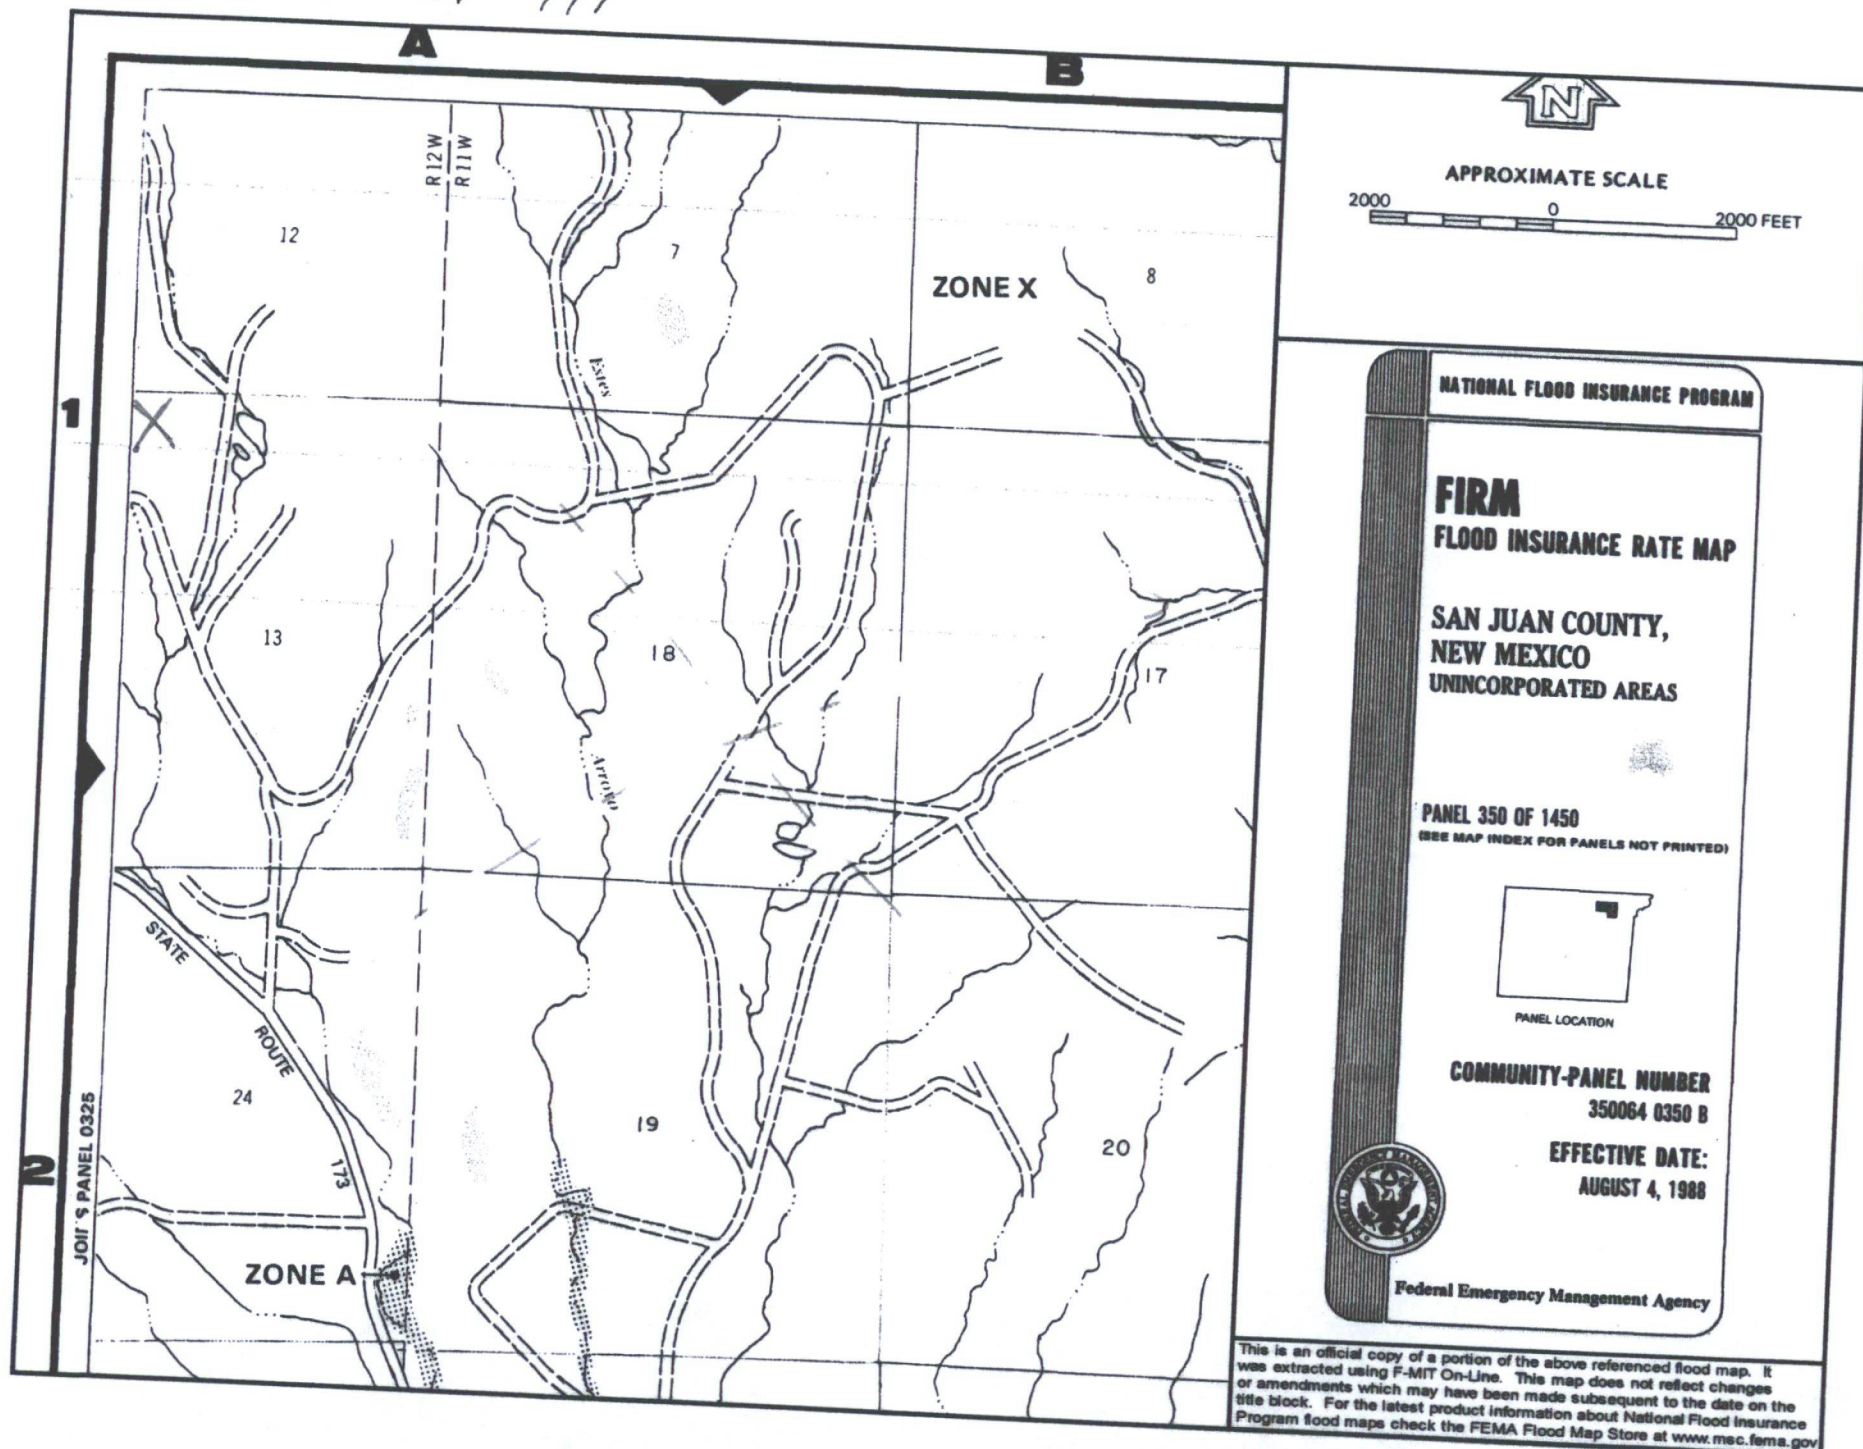 A
B
N
APPROXIMATE SCALE
2000
0
2000 FEET
R12W
R11W
12
7
ZONE X
8
1
Estes
13
18
17
Arroyo
STATE
ROUTE
173
24
19
20
2
JOINS PANEL 0325
ZONE A
NATIONAL FLOOD INSURANCE PROGRAM
FIRM
FLOOD INSURANCE RATE MAP
SAN JUAN COUNTY,
NEW MEXICO
UNINCORPORATED AREAS
PANEL 350 OF 1450
(SEE MAP INDEX FOR PANELS NOT PRINTED)
PANEL LOCATION
COMMUNITY-PANEL NUMBER
350064 0350 B
EFFECTIVE DATE:
AUGUST 4, 1988
Federal Emergency Management Agency
This is an official copy of a portion of the above referenced flood map. It
was extracted using F-MIT On-Line. This map does not reflect changes
or amendments which may have been made subsequent to the date on the
title block. For the latest product information about National Flood Insurance
Program flood maps check the FEMA Flood Map Store at www.msc.fema.gov